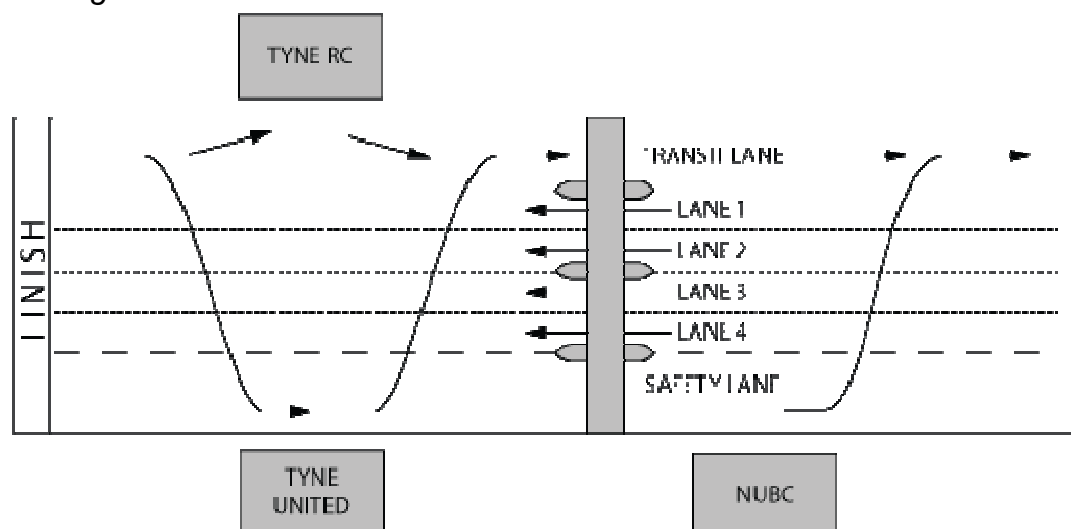 TYNE RC
TRANSIT LANE
LANE 1
LANE 2
LANE 3
LANE 4
SAFETY LANE
FINISH
TYNE
UNITED
NUBC